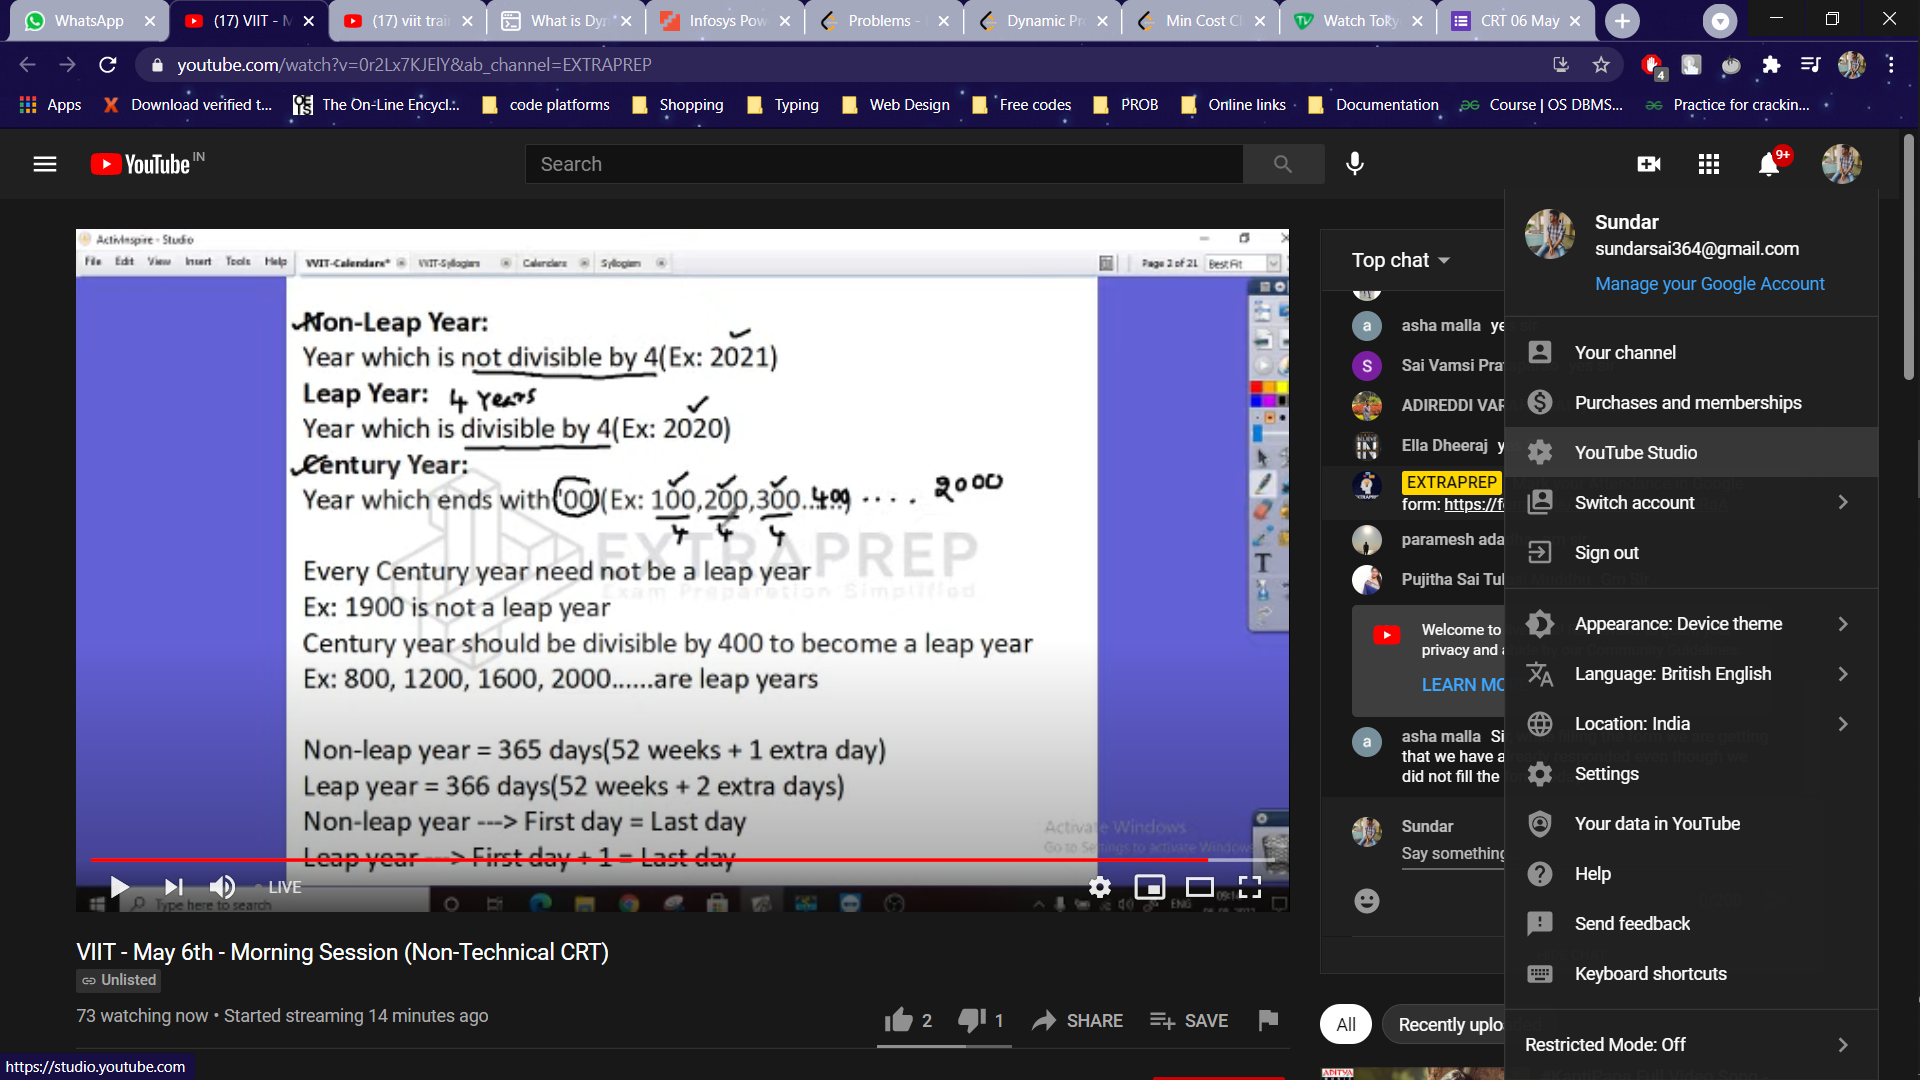 WhatsApp
(17) VIIT - M
(17) viit trai
What is Dy
Infosys Pow
Problems -
Dynamic Pr
Min Cost Cl
Watch Toky
CRT 06 May
youtube.com/watch?v=0r2Lx7KJElY&ab_channel=EXTRAPREP
4
Apps
Download verified t...
The On-Line Encycl...
code platforms
Shopping
Typing
Web Design
Free codes
PROB
Online links
Documentation
Course | OS DBMS...
Practice for crackin...
YouTube IN
Search
9+
ActivInspire - Studio
File Edit View Insert Tools Help
VVIT-Calendars*
VVIT-Syllogism
Calendars
Syllogism
Page 2 of 21
Best Fit
Non-Leap Year:
Year which is not divisible by 4(Ex: 2021)
Leap Year: 4 Years
Year which is divisible by 4(Ex: 2020)
Century Year:
Year which ends with '00'(Ex: 100,200,300......) 400 .... 2000
4 4 4
EXTRAPREP
Exam Preparation Simplified
Every Century year need not be a leap year
Ex: 1900 is not a leap year
Century year should be divisible by 400 to become a leap year
Ex: 800, 1200, 1600, 2000......are leap years
Non-leap year = 365 days(52 weeks + 1 extra day)
Leap year = 366 days(52 weeks + 2 extra days)
Non-leap year ---> First day = Last day
Leap year ---> First day + 1 = Last day
Activate Windows
Go to Settings to activate Windows
LIVE
Type here to search
ENG
VIIT - May 6th - Morning Session (Non-Technical CRT)
Unlisted
73 watching now • Started streaming 14 minutes ago
2
1
SHARE
SAVE
https://studio.youtube.com
Top chat
asha malla
Sai Vamsi Pra
ADIREDDI VAR
Ella Dheeraj
EXTRAPREP
form: https://f
paramesh ada
Pujitha Sai Tul
Welcome to
privacy and
LEARN MO
asha malla Si
that we have a
did not fill the
Sundar
Say something
All
Recently uplo
Sundar
sundarsai364@gmail.com
Manage your Google Account
Your channel
Purchases and memberships
YouTube Studio
Switch account
Sign out
Appearance: Device theme
Language: British English
Location: India
Settings
Your data in YouTube
Help
Send feedback
Keyboard shortcuts
Restricted Mode: Off
ADITYA